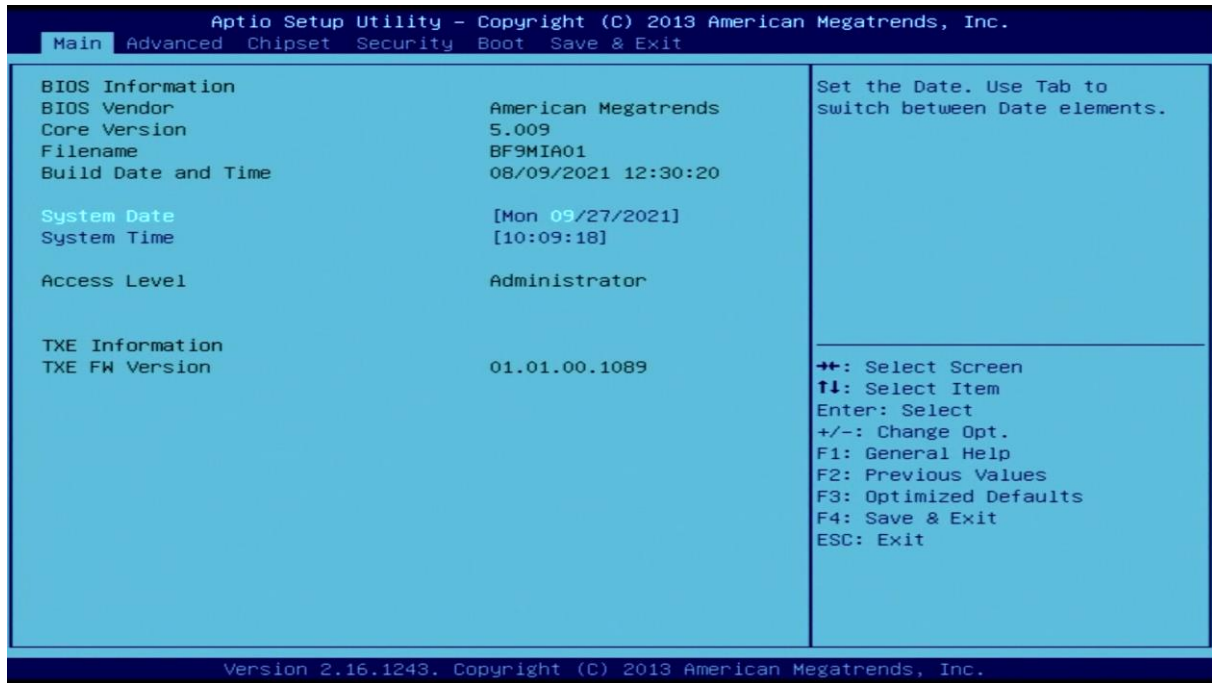 Aptio Setup Utility – Copyright (C) 2013 American Megatrends, Inc.
Main Advanced Chipset Security Boot Save & Exit
BIOS Information
BIOS Vendor American Megatrends
Core Version 5.009
Filename BF9MIA01
Build Date and Time 08/09/2021 12:30:20
System Date [Mon 09/27/2021]
System Time [10:09:18]
Access Level Administrator
TXE Information
TXE FW Version 01.01.00.1089
Set the Date. Use Tab to
switch between Date elements.
→←: Select Screen
↑↓: Select Item
Enter: Select
+/-: Change Opt.
F1: General Help
F2: Previous Values
F3: Optimized Defaults
F4: Save & Exit
ESC: Exit
Version 2.16.1243. Copyright (C) 2013 American Megatrends, Inc.